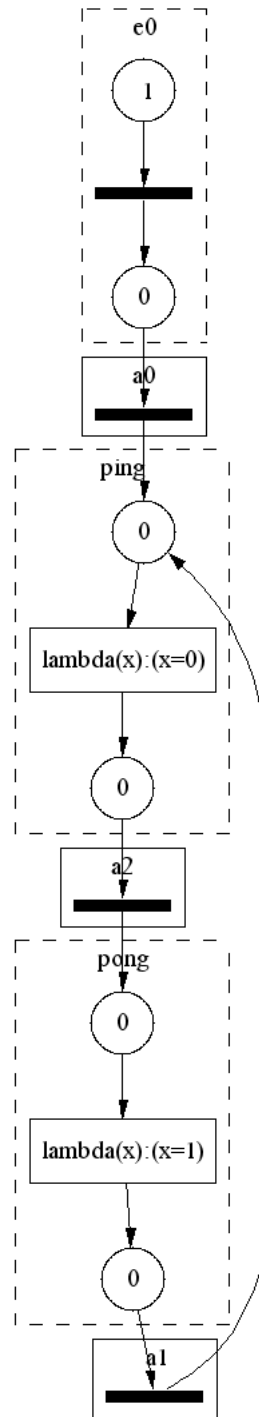 e0
1
0
a0
ping
0
lambda(x):(x=0)
0
a2
pong
0
lambda(x):(x=1)
0
a1